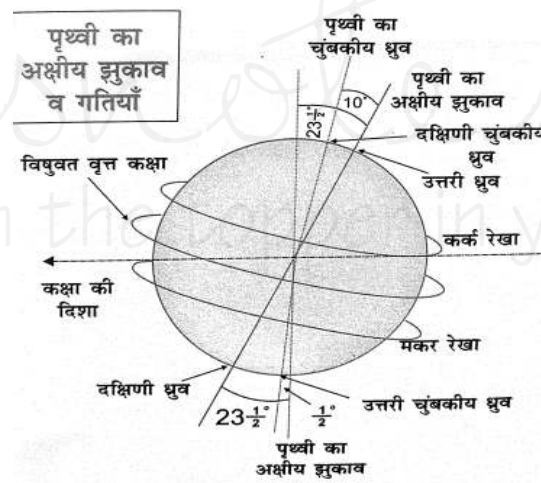 पृथ्वी का
अक्षीय झुकाव
व गतियाँ
पृथ्वी का
चुंबकीय ध्रुव
पृथ्वी का
अक्षीय झुकाव
10°
23½°
दक्षिणी चुंबकीय
ध्रुव
उत्तरी ध्रुव
विषुवत वृत्त कक्षा
कर्क रेखा
कक्षा की
दिशा
मकर रेखा
दक्षिणी ध्रुव
उत्तरी चुंबकीय ध्रुव
23½°
½°
पृथ्वी का
अक्षीय झुकाव